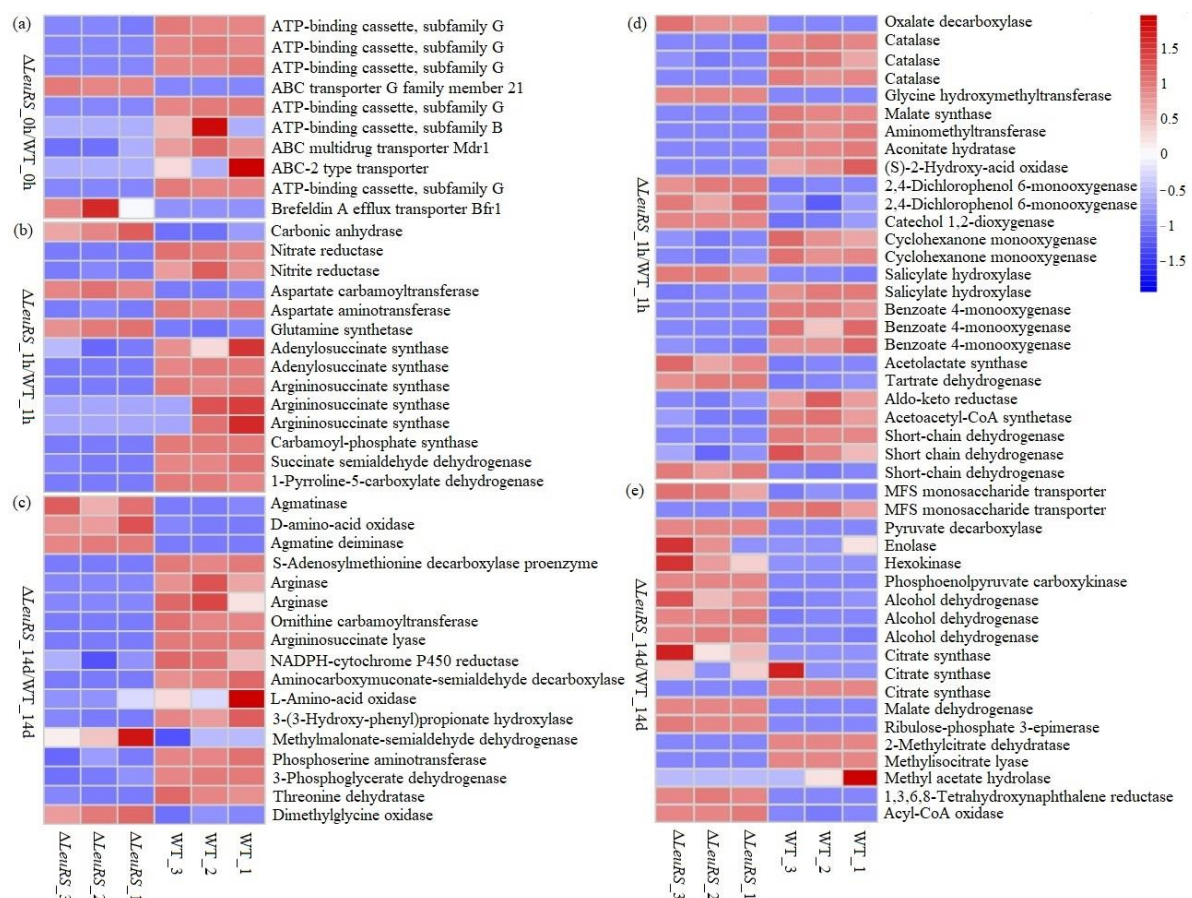 (a)
ΔLeuRS_0h/WT_0h
ATP-binding cassette, subfamily G
ATP-binding cassette, subfamily G
ATP-binding cassette, subfamily G
ABC transporter G family member 21
ATP-binding cassette, subfamily G
ATP-binding cassette, subfamily B
ABC multidrug transporter Mdr1
ABC-2 type transporter
ATP-binding cassette, subfamily G
Brefeldin A efflux transporter Bfr1
(b)
ΔLeuRS_1h/WT_1h
Carbonic anhydrase
Nitrate reductase
Nitrite reductase
Aspartate carbamoyltransferase
Aspartate aminotransferase
Glutamine synthetase
Adenylosuccinate synthase
Adenylosuccinate synthase
Argininosuccinate synthase
Argininosuccinate synthase
Argininosuccinate synthase
Carbamoyl-phosphate synthase
Succinate semialdehyde dehydrogenase
1-Pyrroline-5-carboxylate dehydrogenase
(c)
ΔLeuRS_14d/WT_14d
Agmatinase
D-amino-acid oxidase
Agmatine deiminase
S-Adenosylmethionine decarboxylase proenzyme
Arginase
Arginase
Ornithine carbamoyltransferase
Argininosuccinate lyase
NADPH-cytochrome P450 reductase
Aminocarboxymuconate-semialdehyde decarboxylase
L-Amino-acid oxidase
3-(3-Hydroxy-phenyl)propionate hydroxylase
Methylmalonate-semialdehyde dehydrogenase
Phosphoserine aminotransferase
3-Phosphoglycerate dehydrogenase
Threonine dehydratase
Dimethylglycine oxidase
ΔLeuRS_3
ΔLeuRS_2
ΔLeuRS_1
WT_3
WT_2
WT_1
(d)
ΔLeuRS_1h/WT_1h
Oxalate decarboxylase
Catalase
Catalase
Catalase
Glycine hydroxymethyltransferase
Malate synthase
Aminomethyltransferase
Aconitate hydratase
(S)-2-Hydroxy-acid oxidase
2,4-Dichlorophenol 6-monooxygenase
2,4-Dichlorophenol 6-monooxygenase
Catechol 1,2-dioxygenase
Cyclohexanone monooxygenase
Cyclohexanone monooxygenase
Salicylate hydroxylase
Salicylate hydroxylase
Benzoate 4-monooxygenase
Benzoate 4-monooxygenase
Benzoate 4-monooxygenase
Acetolactate synthase
Tartrate dehydrogenase
Aldo-keto reductase
Acetoacetyl-CoA synthetase
Short-chain dehydrogenase
Short chain dehydrogenase
Short-chain dehydrogenase
(e)
ΔLeuRS_14d/WT_14d
MFS monosaccharide transporter
MFS monosaccharide transporter
Pyruvate decarboxylase
Enolase
Hexokinase
Phosphoenolpyruvate carboxykinase
Alcohol dehydrogenase
Alcohol dehydrogenase
Alcohol dehydrogenase
Citrate synthase
Citrate synthase
Citrate synthase
Malate dehydrogenase
Ribulose-phosphate 3-epimerase
2-Methylcitrate dehydratase
Methylisocitrate lyase
Methyl acetate hydrolase
1,3,6,8-Tetrahydroxynaphthalene reductase
Acyl-CoA oxidase
ΔLeuRS_3
ΔLeuRS_2
ΔLeuRS_1
WT_3
WT_2
WT_1
1.5
1
0.5
0
-0.5
-1
-1.5